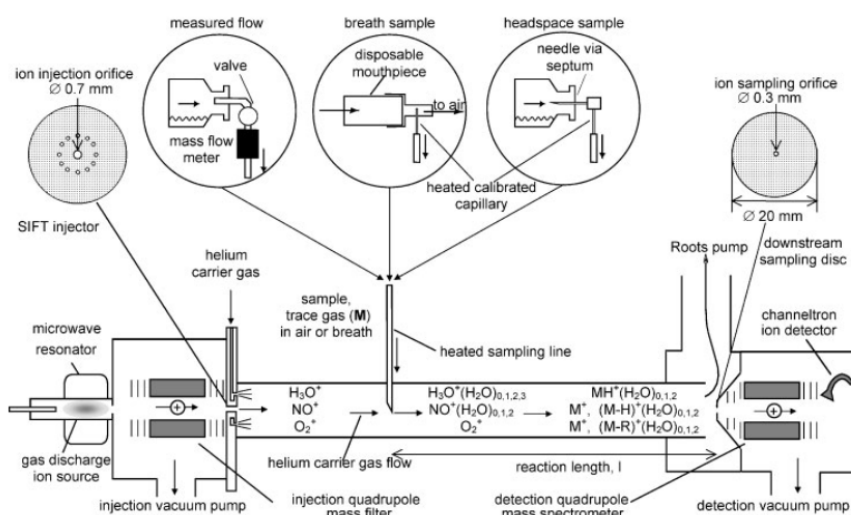 measured flow
breath sample
headspace sample
ion injection orifice
Ø 0.7 mm
valve
mass flow
meter
disposable
mouthpiece
to air
needle via
septum
heated calibrated
capillary
ion sampling orifice
Ø 0.3 mm
Ø 20 mm
SIFT injector
helium
carrier gas
Roots pump
downstream
sampling disc
microwave
resonator
sample,
trace gas (M)
in air or breath
heated sampling line
channeltron
ion detector
H₃O⁺
NO⁺
O₂⁺
H₃O⁺(H₂O)₀,₁,₂,₃
NO⁺(H₂O)₀,₁,₂
O₂⁺
MH⁺(H₂O)₀,₁,₂
M⁺, (M-H)⁺(H₂O)₀,₁,₂
M⁺, (M-R)⁺(H₂O)₀,₁,₂
gas discharge
ion source
helium carrier gas flow
reaction length, l
injection vacuum pump
injection quadrupole
mass filter
detection quadrupole
mass spectrometer
detection vacuum pump